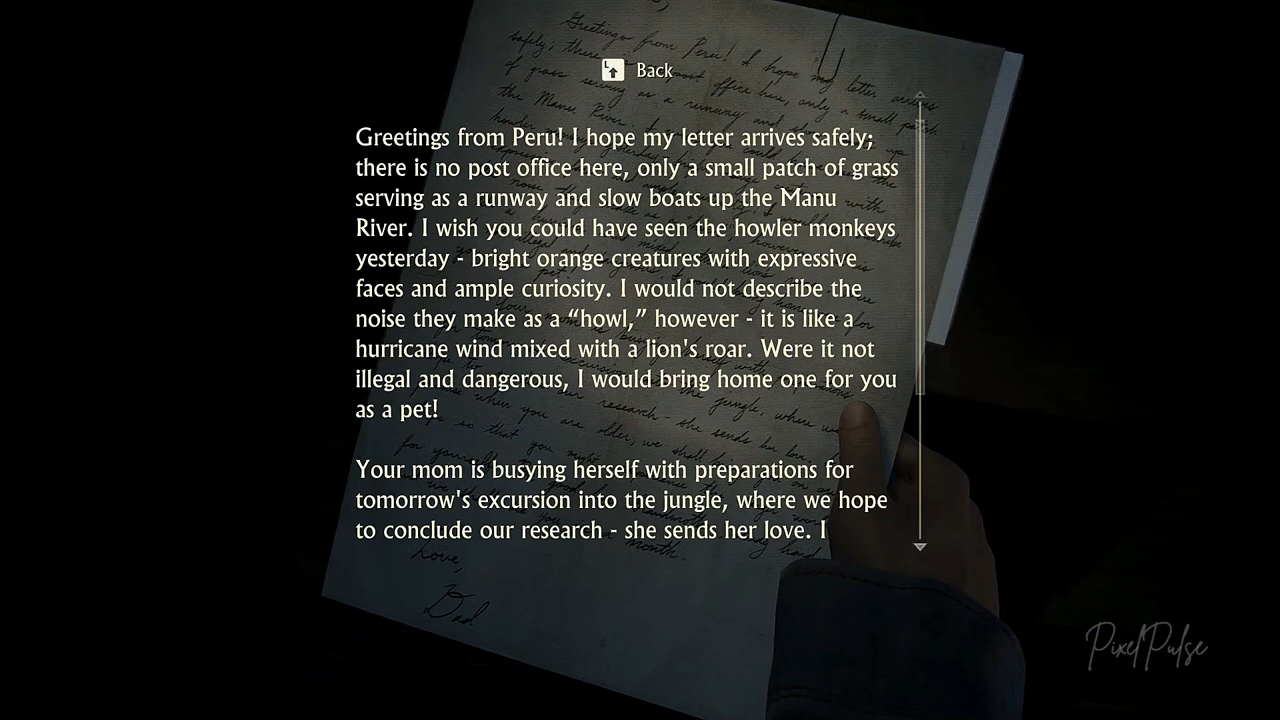 Back
Greetings from Peru! I hope my letter arrives safely;
there is no post office here, only a small patch of grass
serving as a runway and slow boats up the Manu
River. I wish you could have seen the howler monkeys
yesterday - bright orange creatures with expressive
faces and ample curiosity. I would not describe the
noise they make as a “howl,” however - it is like a
hurricane wind mixed with a lion's roar. Were it not
illegal and dangerous, I would bring home one for you
as a pet!
Your mom is busying herself with preparations for
tomorrow's excursion into the jungle, where we hope
to conclude our research - she sends her love. I
Love,
Dad
PixelPulse